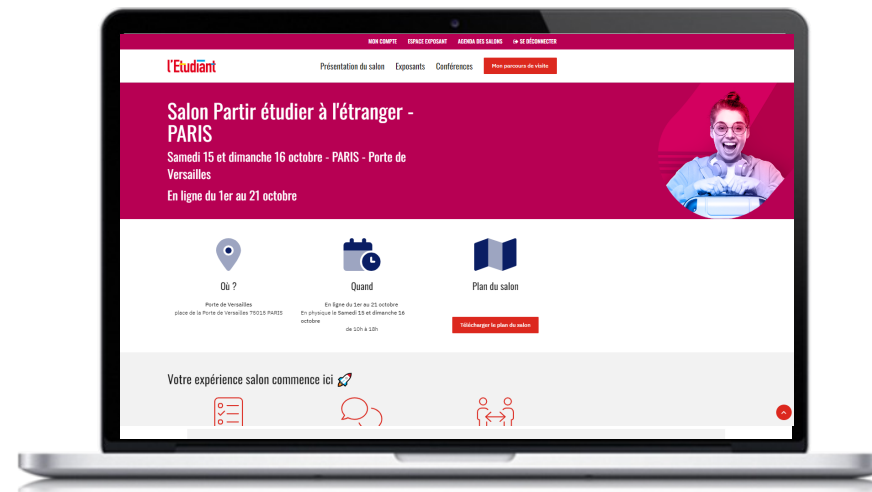 MON COMPTE ESPACE EXPOSANT AGENDA DES SALONS SE DÉCONNECTER
l'Etudiant
Présentation du salon Exposants Conférences Mon parcours de visite
Salon Partir étudier à l'étranger -
PARIS
Samedi 15 et dimanche 16 octobre - PARIS - Porte de
Versailles
En ligne du 1er au 21 octobre
Où ?
Porte de Versailles
place de la Porte de Versailles 75015 PARIS
Quand
En ligne du 1er au 21 octobre
En physique le Samedi 15 et dimanche 16
octobre
de 10h à 18h
Plan du salon
Télécharger le plan du salon
Votre expérience salon commence ici 🚀